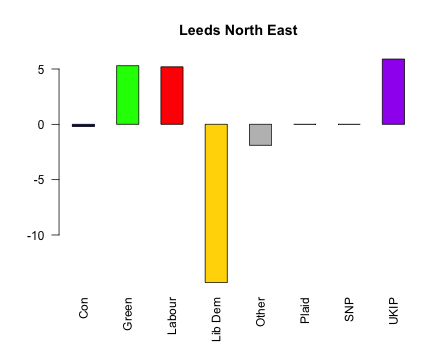 Leeds North East
5
0
-5
-10
Con
Green
Labour
Lib Dem
Other
Plaid
SNP
UKIP